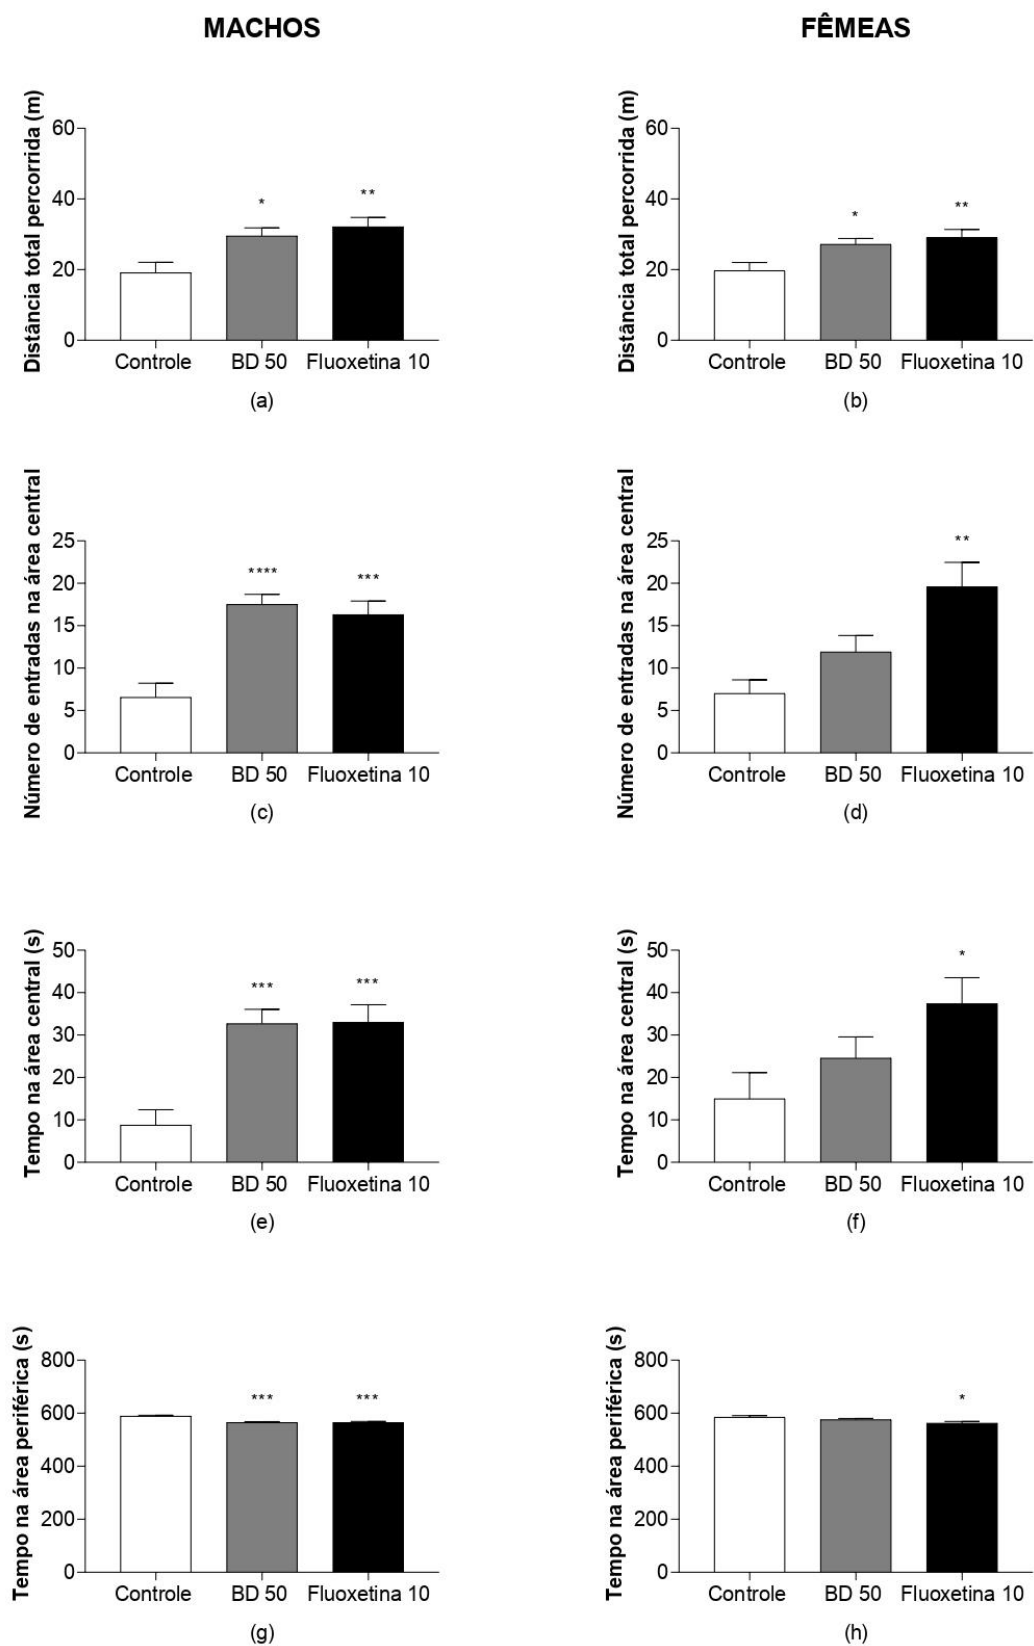 MACHOS
FÊMEAS
Distância total percorrida (m)
60
40
20
0
*
**
Controle BD 50 Fluoxetina 10
(a)
Distância total percorrida (m)
60
40
20
0
*
**
Controle BD 50 Fluoxetina 10
(b)
Número de entradas na área central
25
20
15
10
5
0
****
***
Controle BD 50 Fluoxetina 10
(c)
Número de entradas na área central
25
20
15
10
5
0
**
Controle BD 50 Fluoxetina 10
(d)
Tempo na área central (s)
50
40
30
20
10
0
***
***
Controle BD 50 Fluoxetina 10
(e)
Tempo na área central (s)
50
40
30
20
10
0
*
Controle BD 50 Fluoxetina 10
(f)
Tempo na área periférica (s)
800
600
400
200
0
***
***
Controle BD 50 Fluoxetina 10
(g)
Tempo na área periférica (s)
800
600
400
200
0
*
Controle BD 50 Fluoxetina 10
(h)